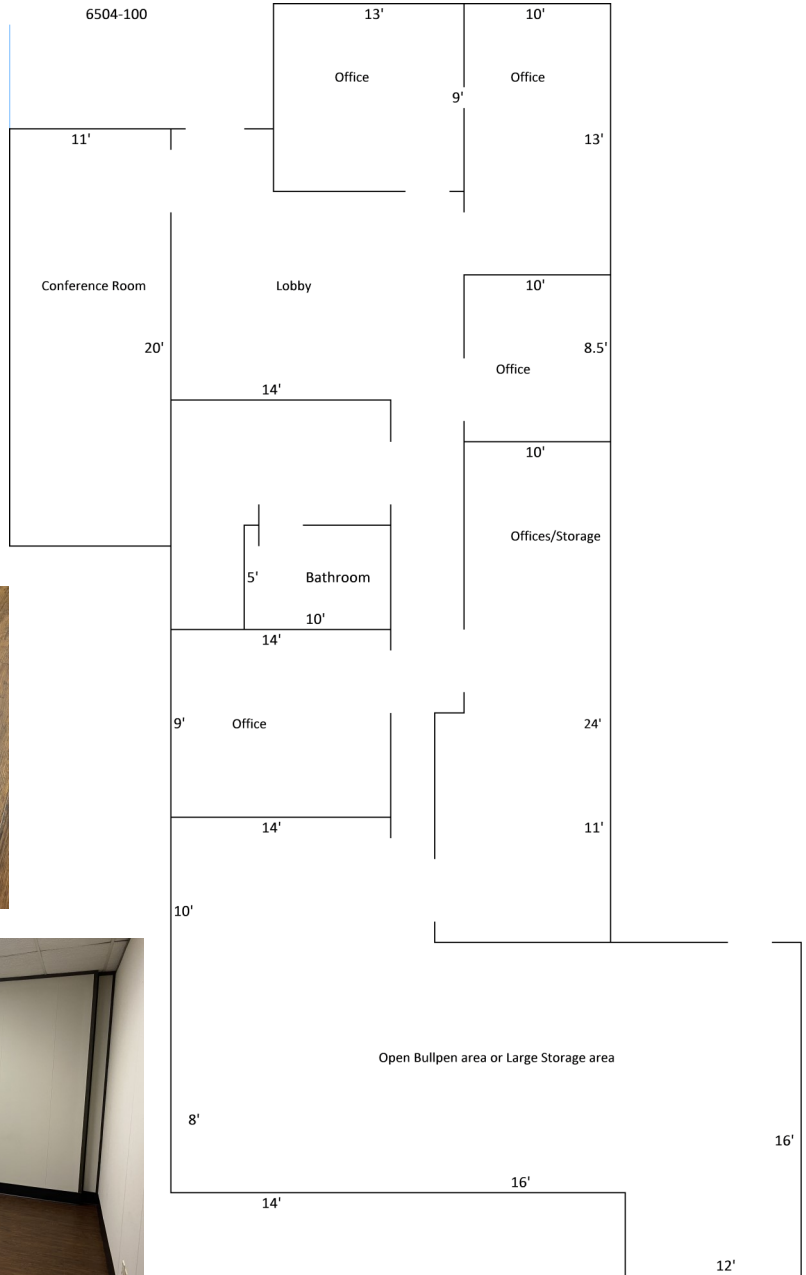 6504-100
13'
10'
Office
Office
9'
11'
13'
Conference Room
Lobby
10'
20'
8.5'
Office
14'
10'
Offices/Storage
5'
Bathroom
10'
14'
9'
Office
24'
14'
11'
10'
Open Bullpen area or Large Storage area
8'
16'
16'
14'
12'